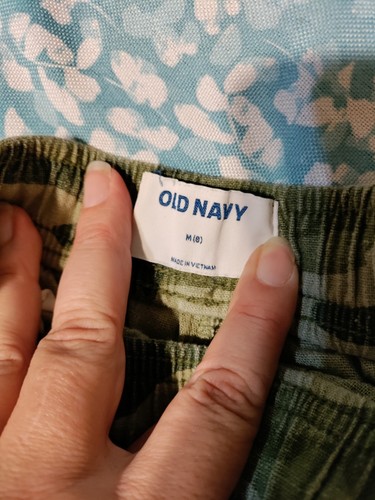 OLD NAVY
M (8)
MADE IN VIETNAM